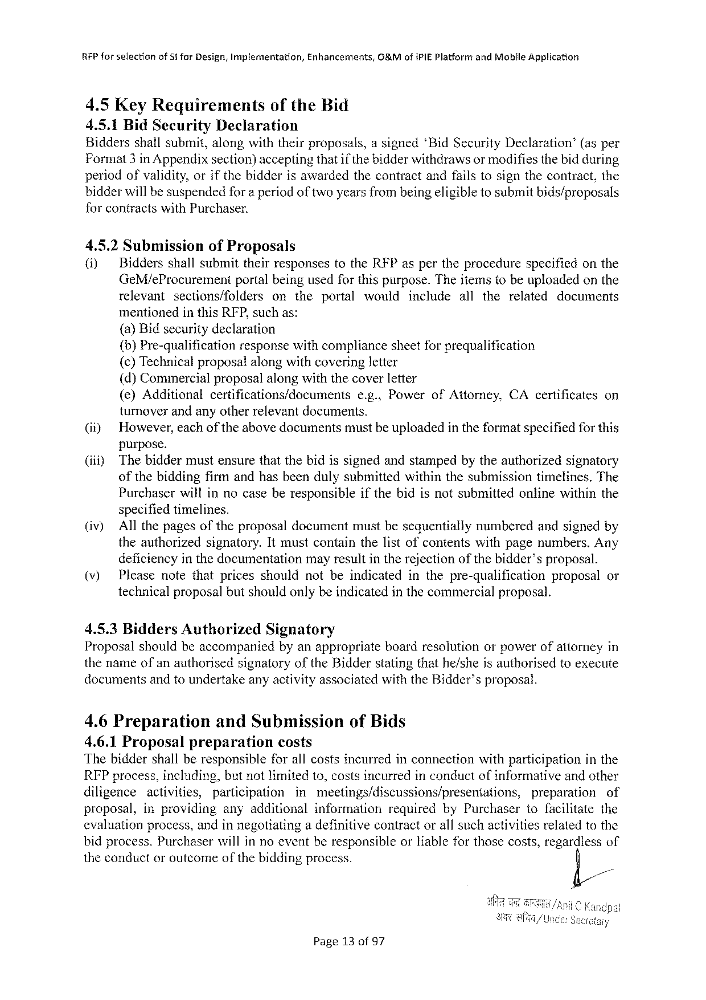 RFP for selection of SI for Design, Implementation, Enhancements, O&M of iPIE Platform and Mobile Application
4.5 Key Requirements of the Bid
4.5.1 Bid Security Declaration
Bidders shall submit, along with their proposals, a signed ‘Bid Security Declaration’ (as per
Format 3 in Appendix section) accepting that if the bidder withdraws or modifies the bid during
period of validity, or if the bidder is awarded the contract and fails to sign the contract, the
bidder will be suspended for a period of two years from being eligible to submit bids/proposals
for contracts with Purchaser.
4.5.2 Submission of Proposals
(i) Bidders shall submit their responses to the RFP as per the procedure specified on the
GeM/eProcurement portal being used for this purpose. The items to be uploaded on the
relevant sections/folders on the portal would include all the related documents
mentioned in this RFP, such as:
(a) Bid security declaration
(b) Pre-qualification response with compliance sheet for prequalification
(c) Technical proposal along with covering letter
(d) Commercial proposal along with the cover letter
(e) Additional certifications/documents e.g., Power of Attorney, CA certificates on
turnover and any other relevant documents.
(ii) However, each of the above documents must be uploaded in the format specified for this
purpose.
(iii) The bidder must ensure that the bid is signed and stamped by the authorized signatory
of the bidding firm and has been duly submitted within the submission timelines. The
Purchaser will in no case be responsible if the bid is not submitted online within the
specified timelines.
(iv) All the pages of the proposal document must be sequentially numbered and signed by
the authorized signatory. It must contain the list of contents with page numbers. Any
deficiency in the documentation may result in the rejection of the bidder’s proposal.
(v) Please note that prices should not be indicated in the pre-qualification proposal or
technical proposal but should only be indicated in the commercial proposal.
4.5.3 Bidders Authorized Signatory
Proposal should be accompanied by an appropriate board resolution or power of attorney in
the name of an authorised signatory of the Bidder stating that he/she is authorised to execute
documents and to undertake any activity associated with the Bidder’s proposal.
4.6 Preparation and Submission of Bids
4.6.1 Proposal preparation costs
The bidder shall be responsible for all costs incurred in connection with participation in the
RFP process, including, but not limited to, costs incurred in conduct of informative and other
diligence activities, participation in meetings/discussions/presentations, preparation of
proposal, in providing any additional information required by Purchaser to facilitate the
evaluation process, and in negotiating a definitive contract or all such activities related to the
bid process. Purchaser will in no event be responsible or liable for those costs, regardless of
the conduct or outcome of the bidding process.
अनिल चन्द्र काण्डपाल/Anil C Kandpal
अवर सचिव/Under Secretary
Page 13 of 97